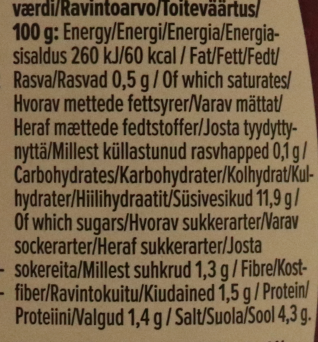 værdi/Ravintoarvo/Toiteväärtus/
100 g: Energy/Energi/Energia/Energia-
sisaldus 260 kJ/60 kcal / Fat/Fett/Fedt/
Rasva/Rasvad 0,5 g / Of which saturates/
Hvorav mettede fettsyrer/Varav mättat/
Heraf mættede fedtstoffer/Josta tyydytty-
nyttä/Millest küllastunud rasvhapped 0,1 g/
Carbohydrates/Karbohydrater/Kolhydrat/Kul-
hydrater/Hiilihydraatit/Süsivesikud 11,9 g /
Of which sugars/Hvorav sukkerarter/Varav
sockerarter/Heraf sukkerarter/Josta
sokereita/Millest suhkrud 1,3 g / Fibre/Kost-
fiber/Ravintokuitu/Kiudained 1,5 g / Protein/
Proteiini/Valgud 1,4 g / Salt/Suola/Sool 4,3 g.